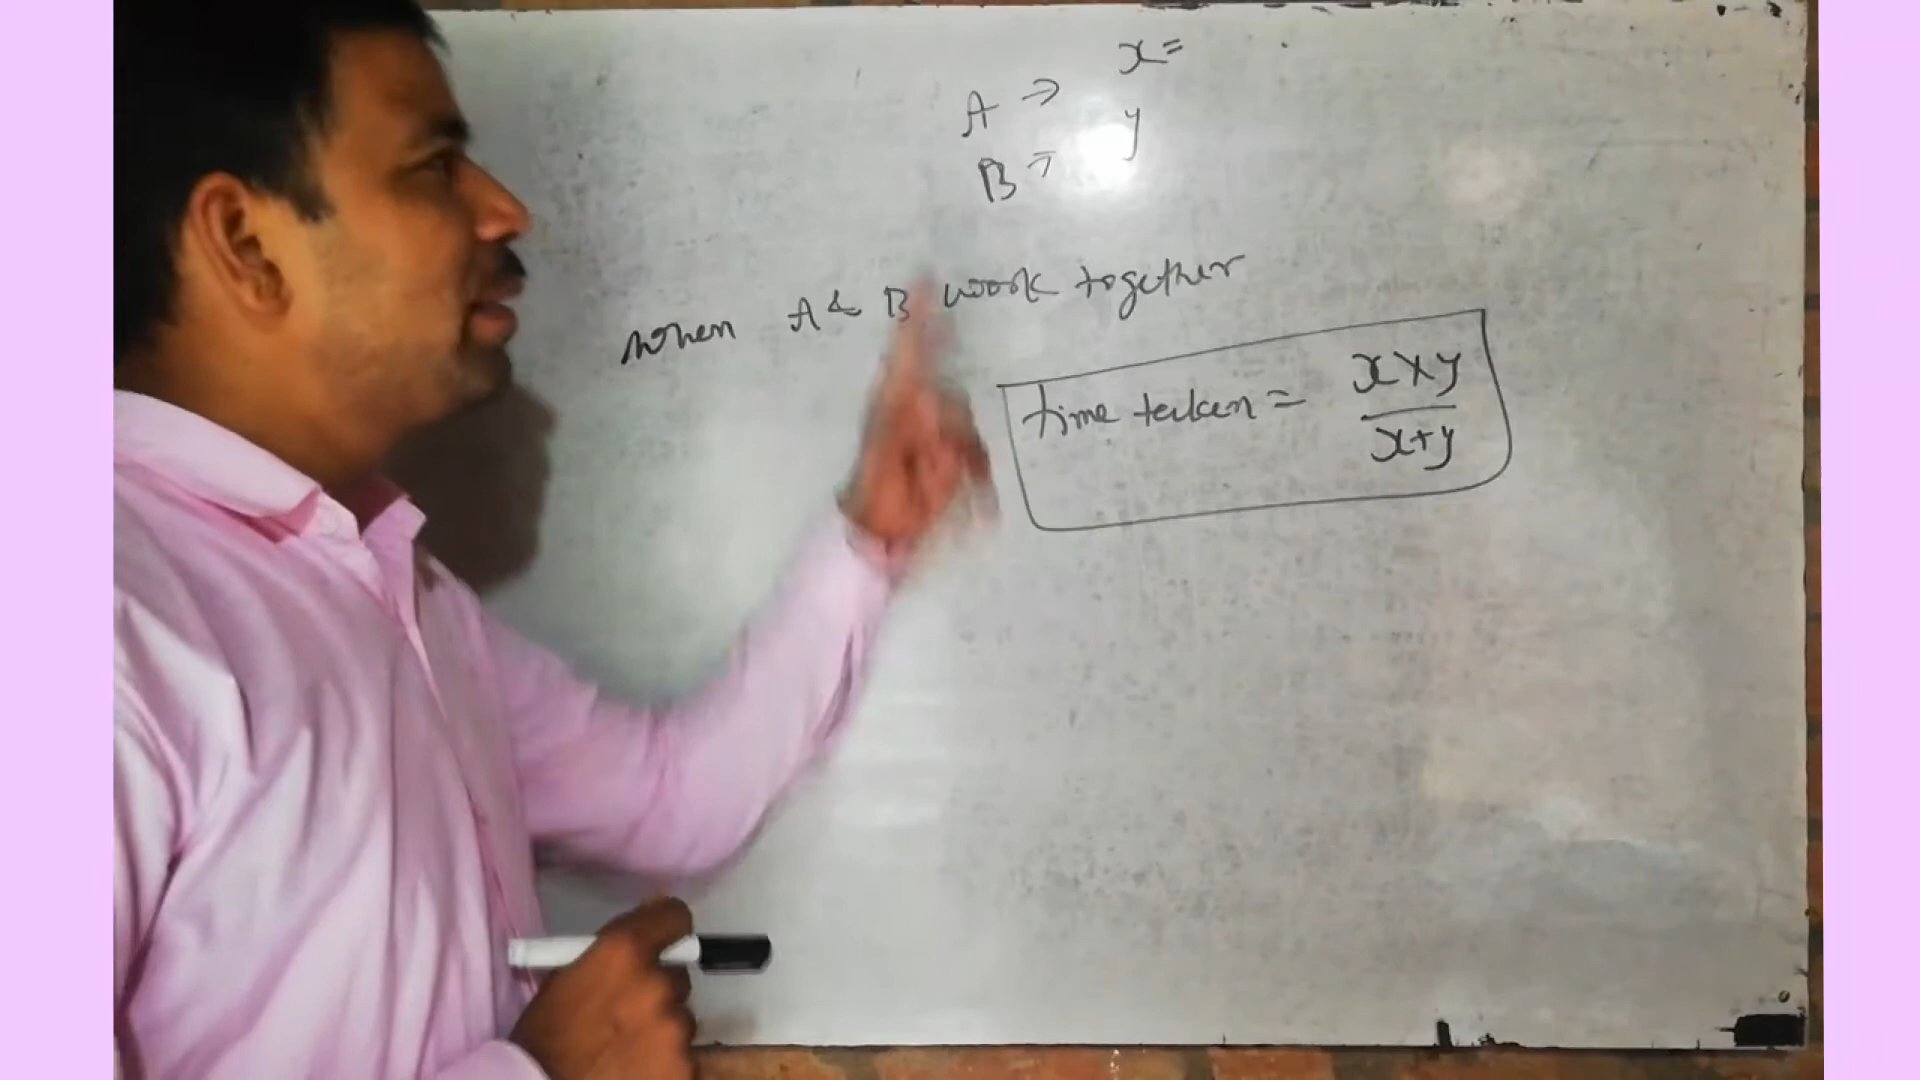 A → x =
B → y
when A & B work together
time taken = x×y / x+y